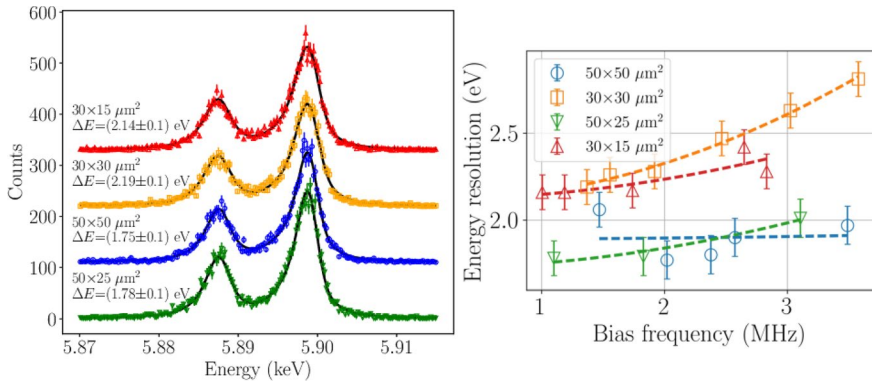 600
500
400
300
200
100
0
Counts
30×15 μm²
ΔE=(2.14±0.1) eV
30×30 μm²
ΔE=(2.19±0.1) eV
50×50 μm²
ΔE=(1.75±0.1) eV
50×25 μm²
ΔE=(1.78±0.1) eV
5.87 5.88 5.89 5.90 5.91
Energy (keV)
Energy resolution (eV)
2.5
2.0
50×50 μm²
30×30 μm²
50×25 μm²
30×15 μm²
1 2 3
Bias frequency (MHz)